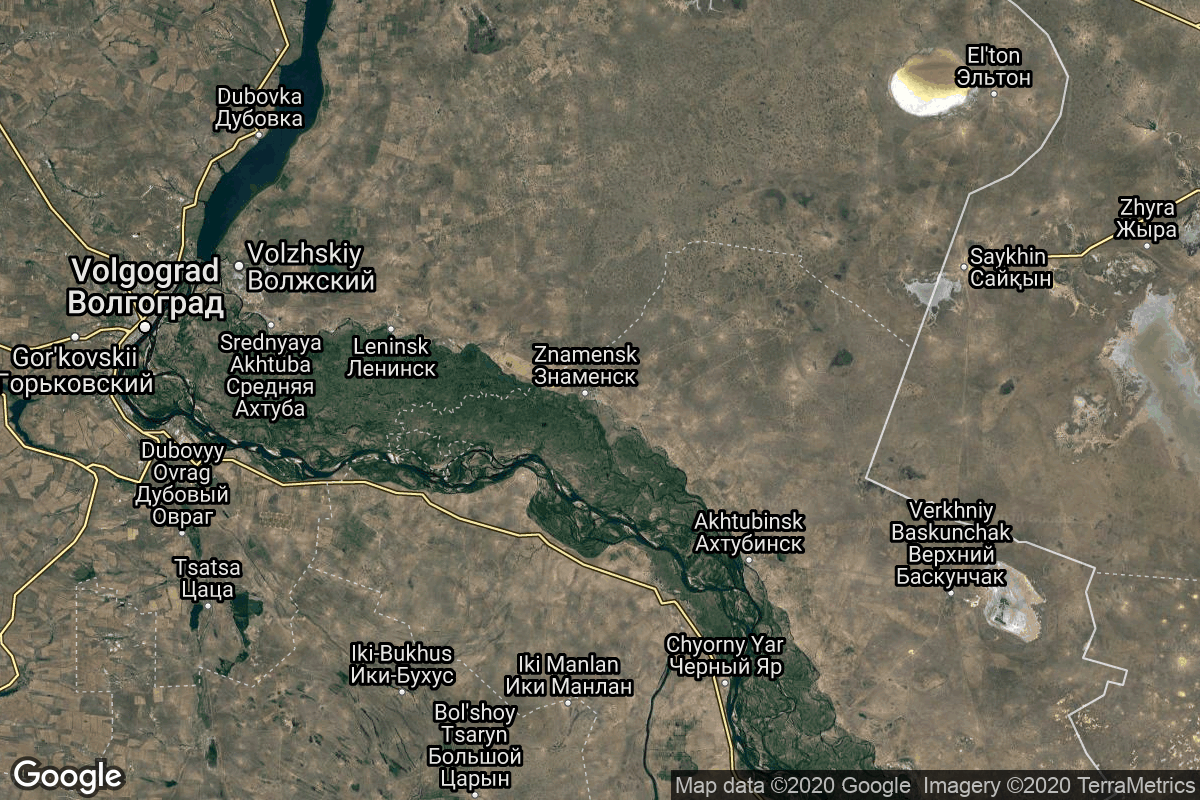 El'ton
Эльтон
Dubovka
Дубовка
Zhyra
Жыра
Volzhskiy
Волжский
Saykhin
Сайқын
Volgograd
Волгоград
Gor'kovskii
Горьковский
Srednyaya
Akhtuba
Средняя
Ахтуба
Leninsk
Ленинск
Znamensk
Знаменск
Dubovyy
Ovrag
Дубовый
Овраг
Akhtubinsk
Ахтубинск
Verkhniy
Baskunchak
Верхний
Баскунчак
Tsatsa
Цаца
Iki-Bukhus
Ики-Бухус
Iki Manlan
Ики Манлан
Chyorny Yar
Черный Яр
Bol'shoy
Tsaryn
Большой
Царын
Google
Map data ©2020 Google Imagery ©2020 TerraMetrics